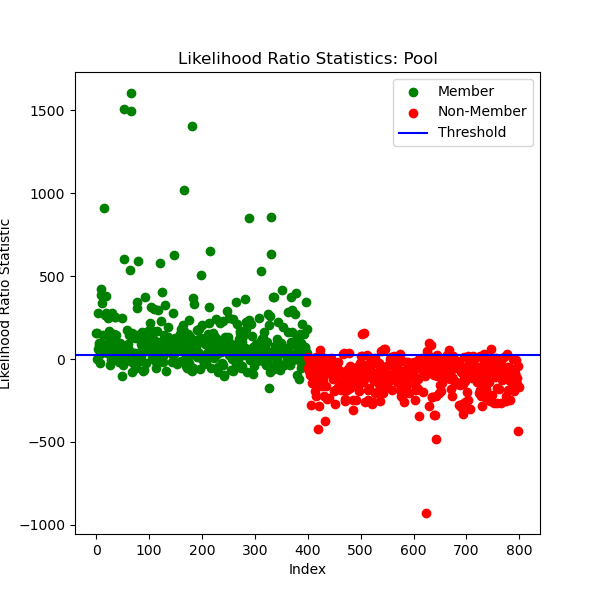 Likelihood Ratio Statistics: Pool
Member
Non-Member
Threshold
1500
1000
500
0
−500
−1000
Likelihood Ratio Statistic
0 100 200 300 400 500 600 700 800
Index